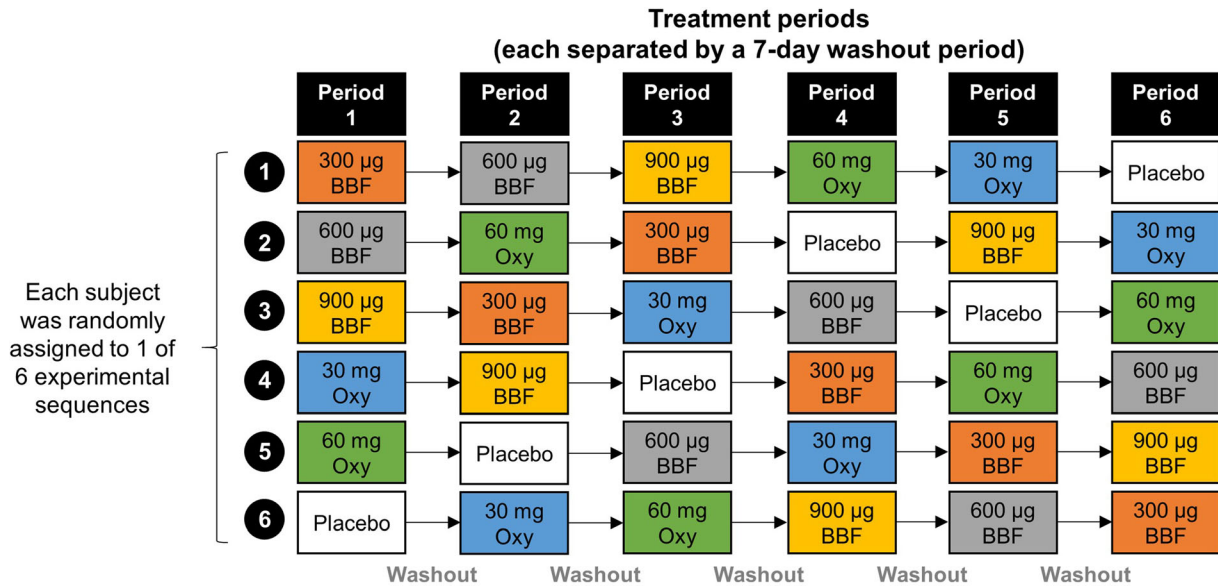 Treatment periods
(each separated by a 7-day washout period)
Period
1
Period
2
Period
3
Period
4
Period
5
Period
6
Each subject
was randomly
assigned to 1 of
6 experimental
sequences
1
300 µg
BBF
600 µg
BBF
900 µg
BBF
60 mg
Oxy
30 mg
Oxy
Placebo
2
600 µg
BBF
60 mg
Oxy
300 µg
BBF
Placebo
900 µg
BBF
30 mg
Oxy
3
900 µg
BBF
300 µg
BBF
30 mg
Oxy
600 µg
BBF
Placebo
60 mg
Oxy
4
30 mg
Oxy
900 µg
BBF
Placebo
300 µg
BBF
60 mg
Oxy
600 µg
BBF
5
60 mg
Oxy
Placebo
600 µg
BBF
30 mg
Oxy
300 µg
BBF
900 µg
BBF
6
Placebo
30 mg
Oxy
60 mg
Oxy
900 µg
BBF
600 µg
BBF
300 µg
BBF
Washout
Washout
Washout
Washout
Washout